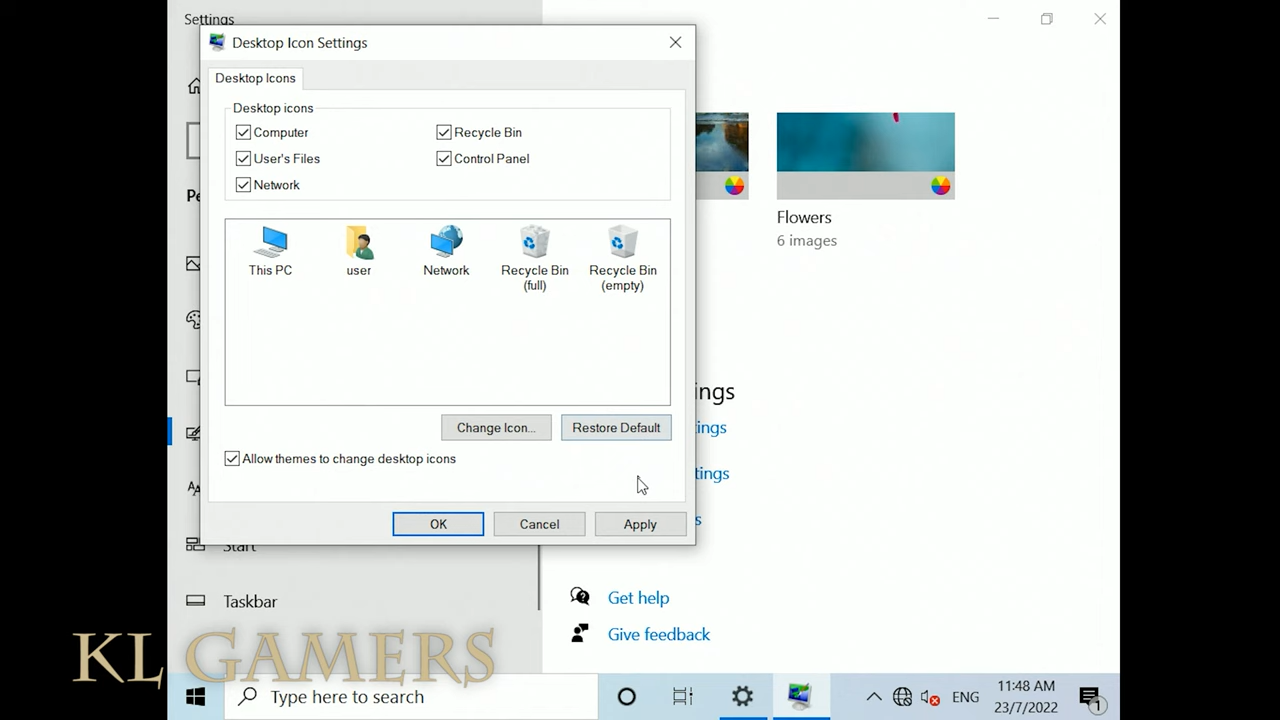 Settings
Desktop Icon Settings
Desktop Icons
Desktop icons
Computer
Recycle Bin
User's Files
Control Panel
Network
This PC
user
Network
Recycle Bin
(full)
Recycle Bin
(empty)
Change Icon...
Restore Default
Allow themes to change desktop icons
OK
Cancel
Apply
Pe
Flowers
6 images
ings
tings
tings
s
Start
Taskbar
Get help
Give feedback
KL GAMERS
Type here to search
ENG
11:48 AM
23/7/2022
1